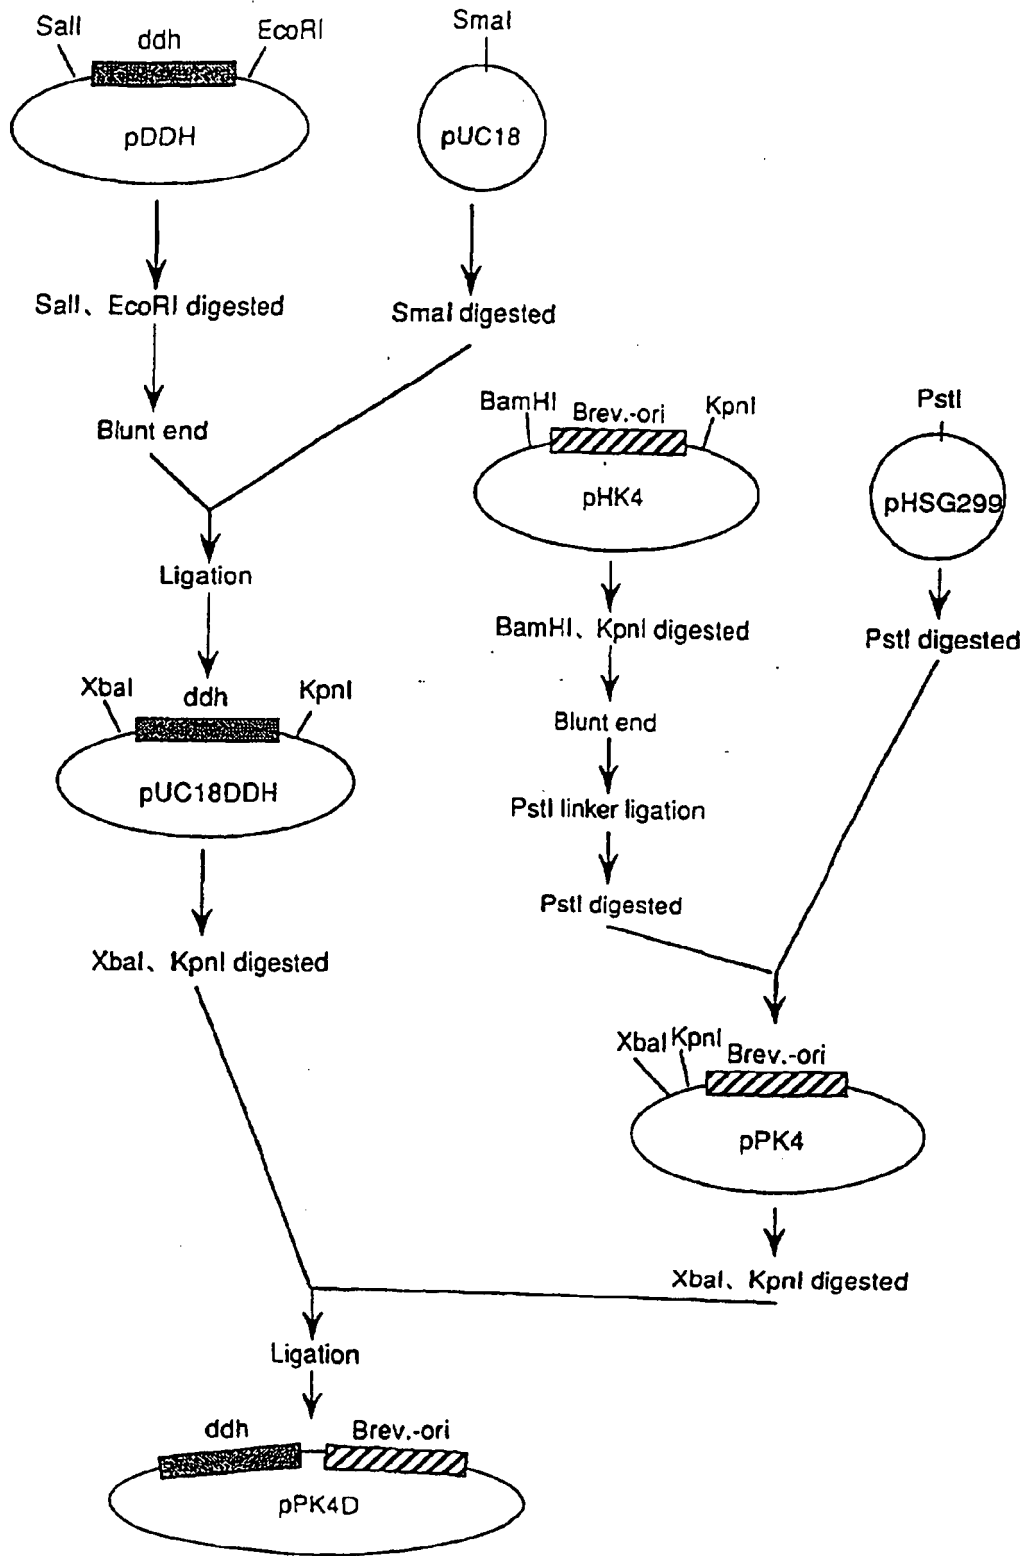 SalI
ddh
EcoRI
pDDH
SmaI
pUC18
SalI、EcoRI digested
SmaI digested
Blunt end
Ligation
BamHI
Brev.-ori
KpnI
pHK4
PstI
pHSG299
BamHI、KpnI digested
PstI digested
Blunt end
PstI linker ligation
PstI digested
XbaI
ddh
KpnI
pUC18DDH
XbaI、KpnI digested
XbaI
KpnI
Brev.-ori
pPK4
XbaI、KpnI digested
Ligation
ddh
Brev.-ori
pPK4D